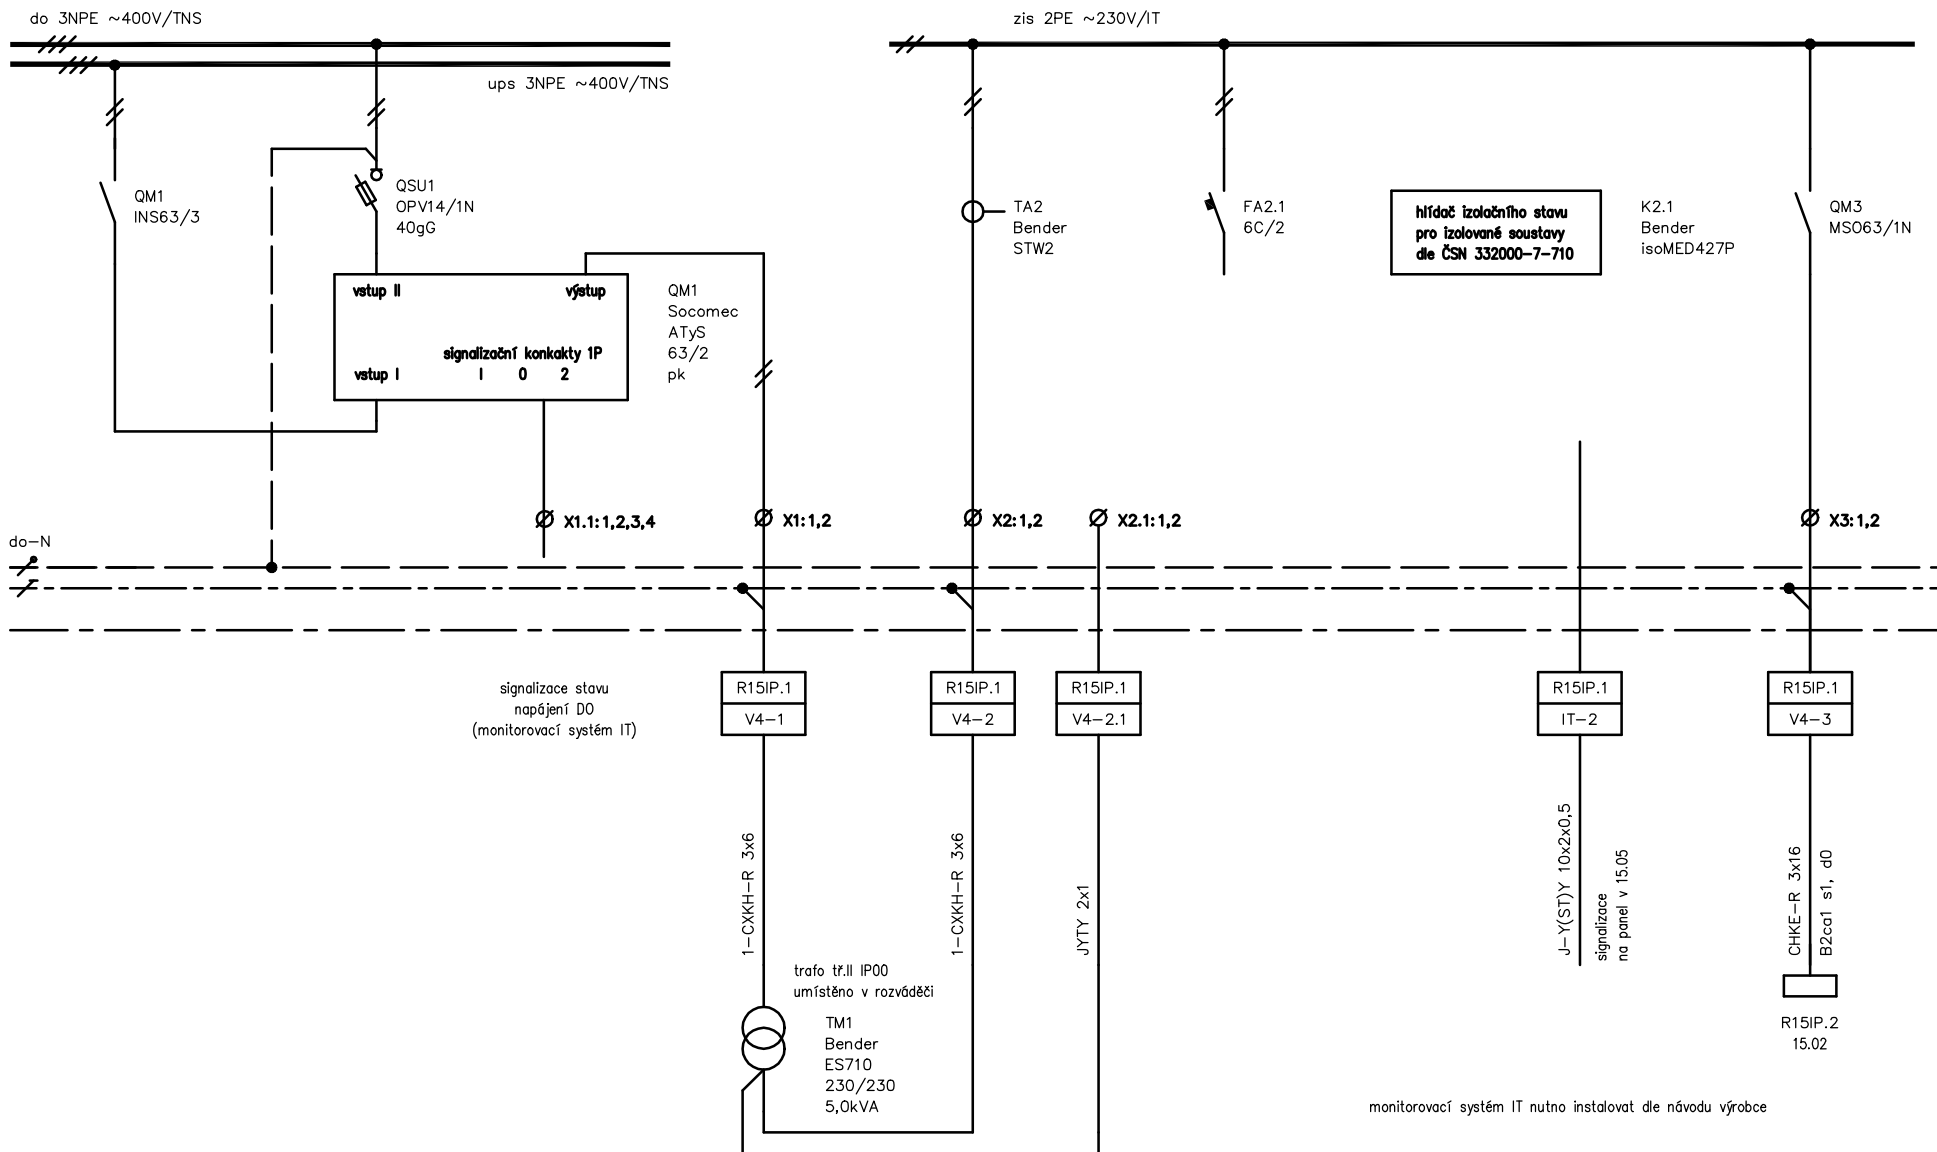 do 3NPE ~400V/TNS
ups 3NPE ~400V/TNS
zis 2PE ~230V/IT
QM1
INS63/3
QSU1
OPV14/1N
40gG
vstup II
výstup
signalizační konkakty 1P
vstup I
I 0 2
QM1
Socomec
ATyS
63/2
pk
TA2
Bender
STW2
FA2.1
6C/2
hlídač izolačního stavu
pro izolované soustavy
dle ČSN 332000-7-710
K2.1
Bender
isoMED427P
QM3
MSO63/1N
X1.1:1,2,3,4
X1:1,2
X2:1,2
X2.1:1,2
X3:1,2
do-N
signalizace stavu
napájení DO
(monitorovací systém IT)
R15IP.1
V4-1
R15IP.1
V4-2
R15IP.1
V4-2.1
R15IP.1
IT-2
R15IP.1
V4-3
1-CXKH-R 3x6
1-CXKH-R 3x6
JYTY 2x1
J-Y(ST)Y 10x2x0,5
signalizace
na panel v 15.05
CHKE-R 3x16
B2ca1 s1, d0
trafo tř.II IP00
umístěno v rozváděči
TM1
Bender
ES710
230/230
5,0kVA
R15IP.2
15.02
monitorovací systém IT nutno instalovat dle návodu výrobce